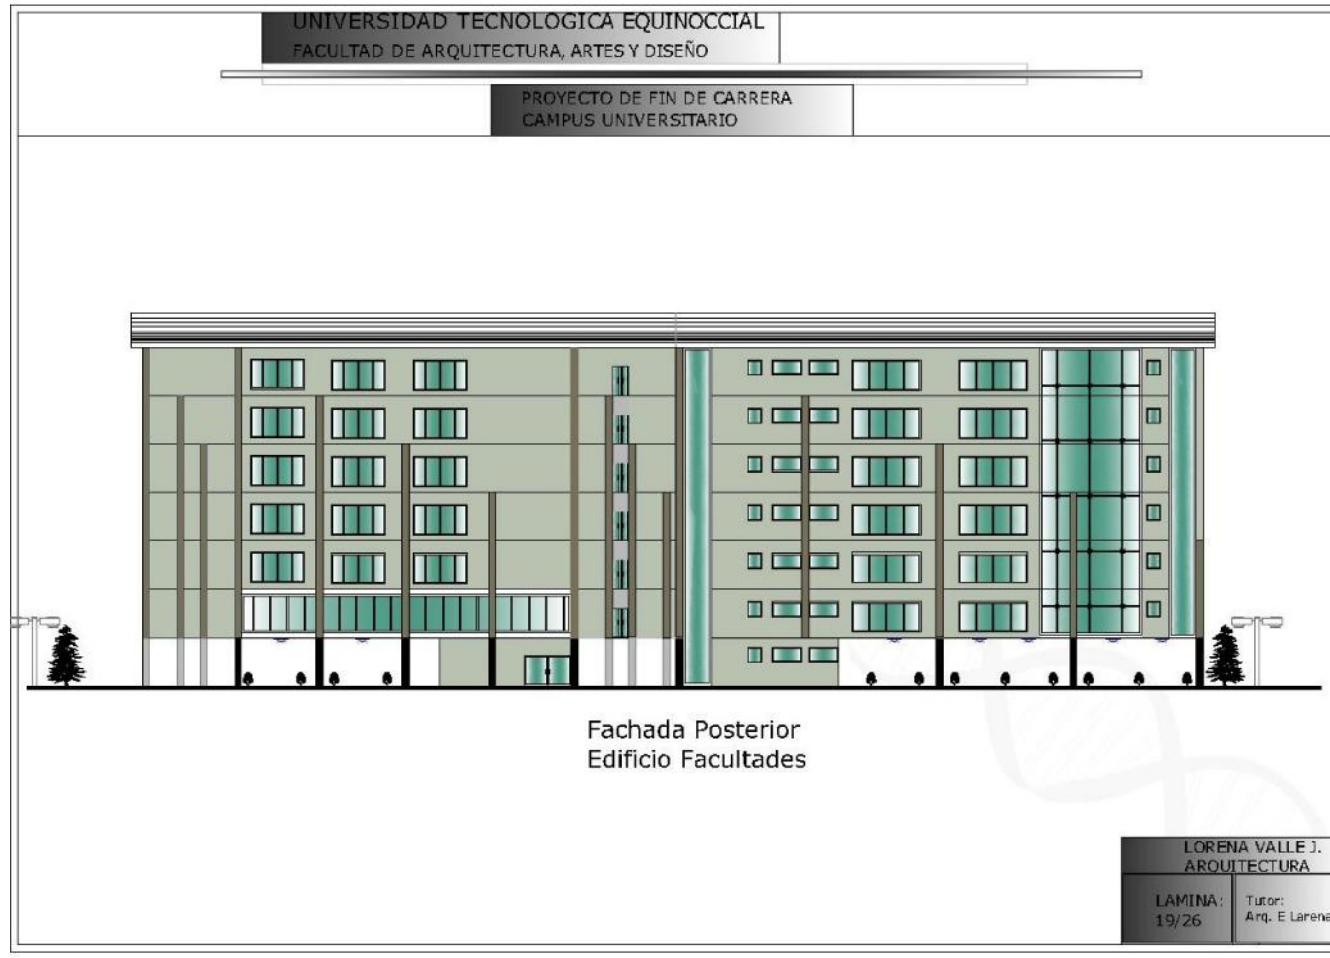 UNIVERSIDAD TECNOLOGICA EQUINOCCIAL
FACULTAD DE ARQUITECTURA, ARTES Y DISEÑO
PROYECTO DE FIN DE CARRERA
CAMPUS UNIVERSITARIO
Fachada Posterior
Edificio Facultades
LORENA VALLE J.
ARQUITECTURA
LAMINA:
19/26
Tutor:
Arq. E Larena